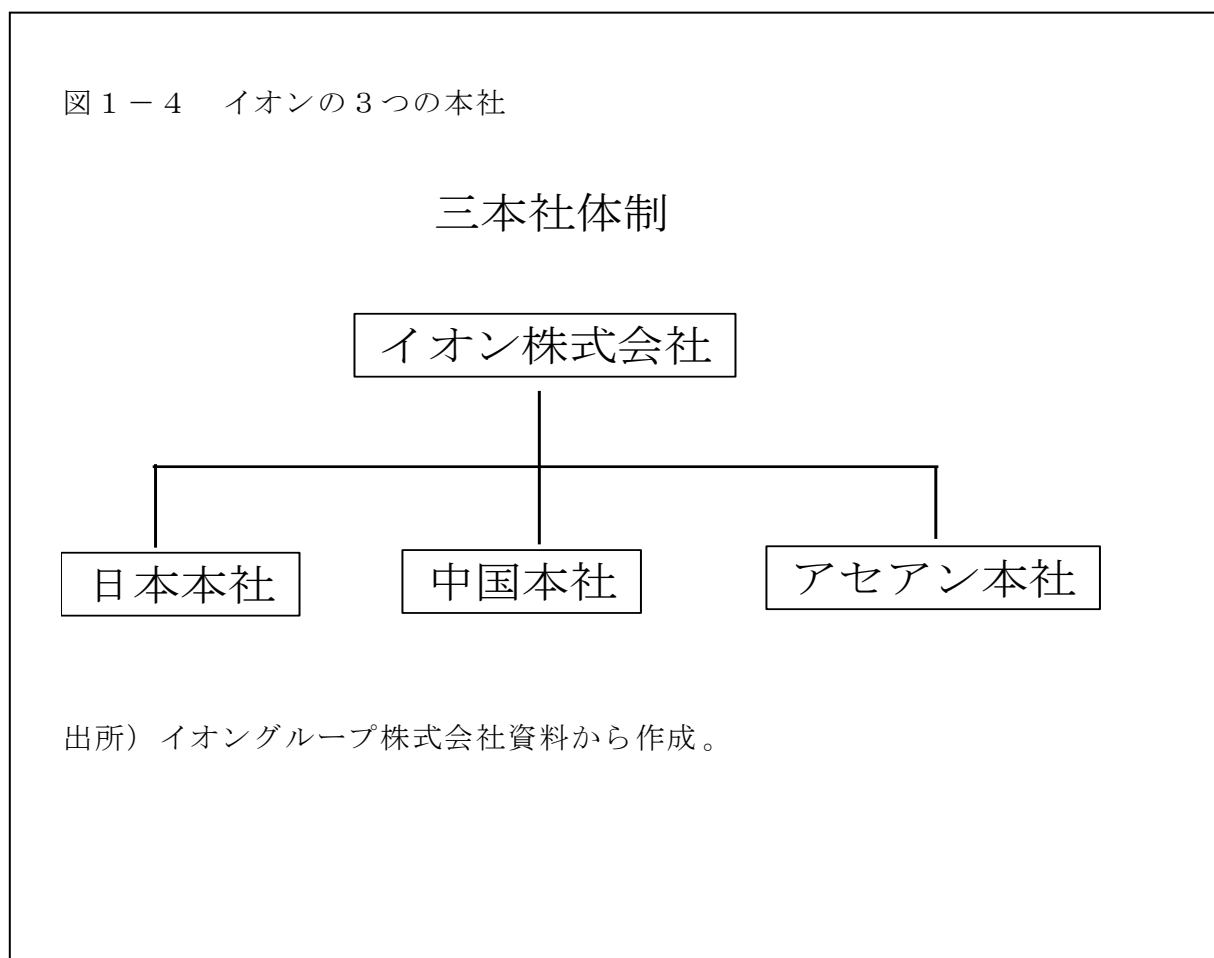 図1－4　イオンの3つの本社
三本社体制
イオン株式会社
日本本社
中国本社
アセアン本社
出所）イオングループ株式会社資料から作成。